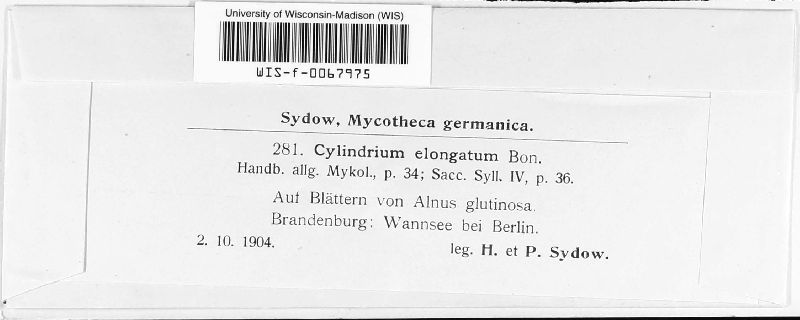 University of Wisconsin-Madison (WIS)
WIS-f-0067975
Sydow, Mycotheca germanica.
281. Cylindrium elongatum Bon.
Handb. allg. Mykol., p. 34; Sacc. Syll. IV, p. 36.
Auf Blättern von Alnus glutinosa.
Brandenburg: Wannsee bei Berlin.
2. 10. 1904.
leg. H. et P. Sydow.